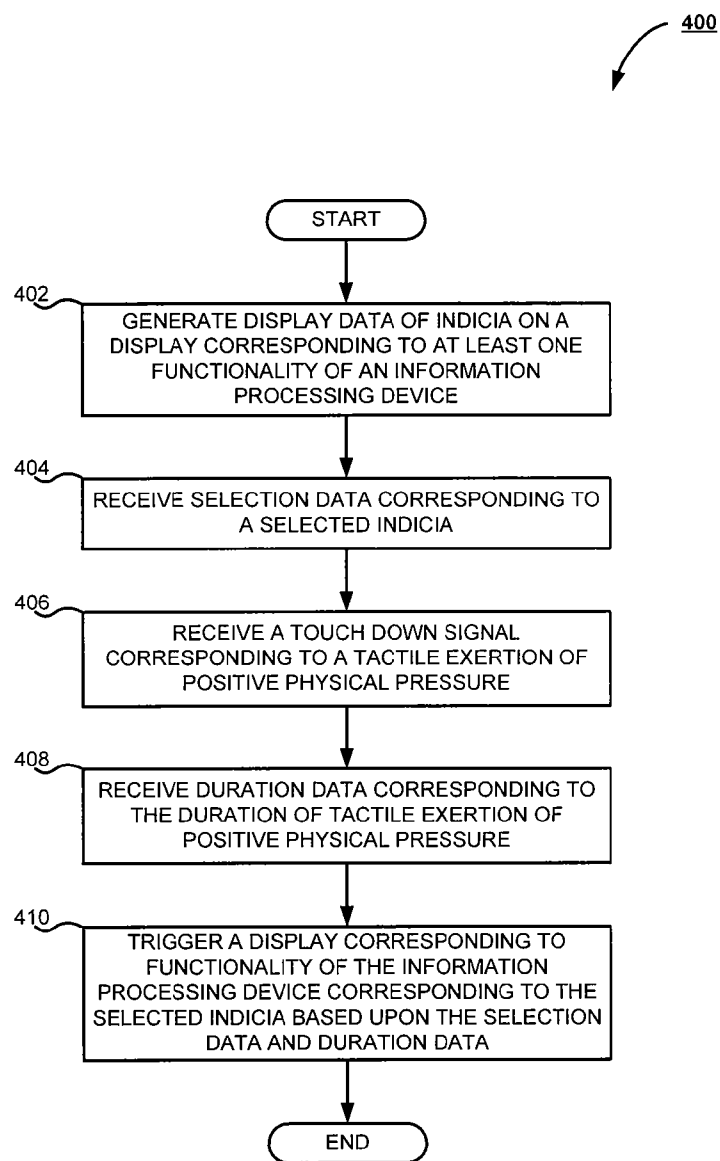 400
START
402
GENERATE DISPLAY DATA OF INDICIA ON A
DISPLAY CORRESPONDING TO AT LEAST ONE
FUNCTIONALITY OF AN INFORMATION
PROCESSING DEVICE
404
RECEIVE SELECTION DATA CORRESPONDING TO
A SELECTED INDICIA
406
RECEIVE A TOUCH DOWN SIGNAL
CORRESPONDING TO A TACTILE EXERTION OF
POSITIVE PHYSICAL PRESSURE
408
RECEIVE DURATION DATA CORRESPONDING TO
THE DURATION OF TACTILE EXERTION OF
POSITIVE PHYSICAL PRESSURE
410
TRIGGER A DISPLAY CORRESPONDING TO
FUNCTIONALITY OF THE INFORMATION
PROCESSING DEVICE CORRESPONDING TO THE
SELECTED INDICIA BASED UPON THE SELECTION
DATA AND DURATION DATA
END